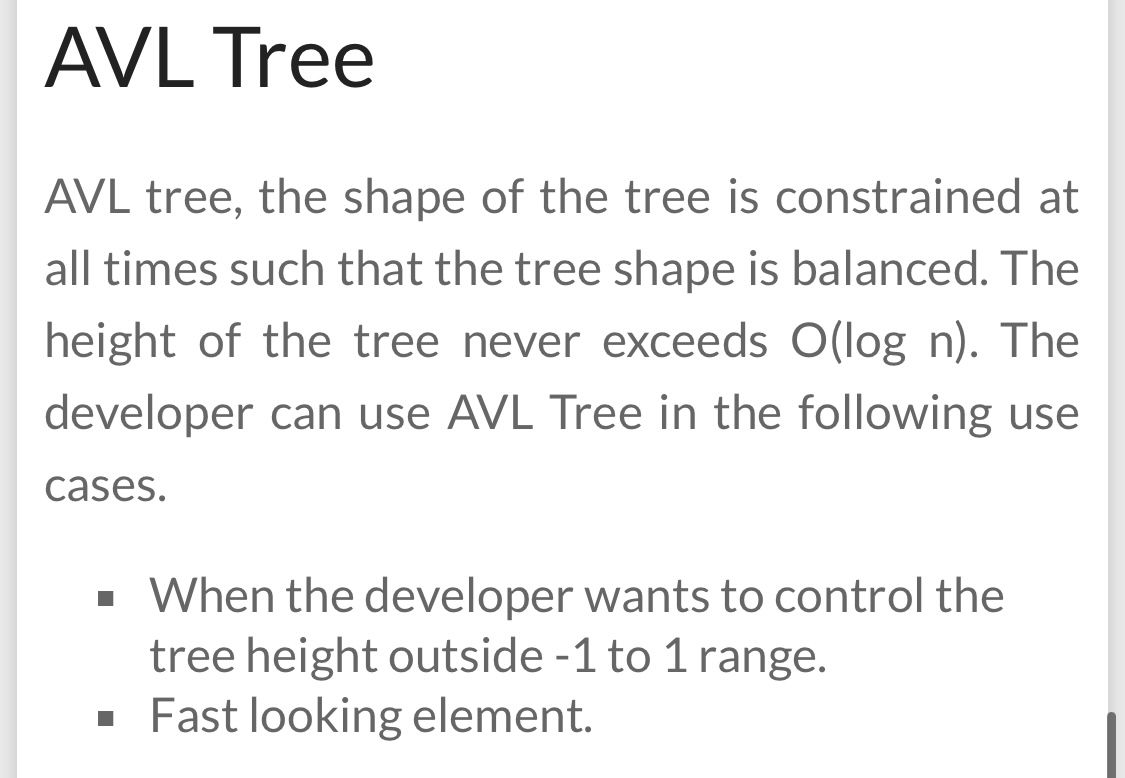 AVL Tree
AVL tree, the shape of the tree is constrained at
all times such that the tree shape is balanced. The
height of the tree never exceeds O(log n). The
developer can use AVL Tree in the following use
cases.
▪ When the developer wants to control the
tree height outside -1 to 1 range.
▪ Fast looking element.